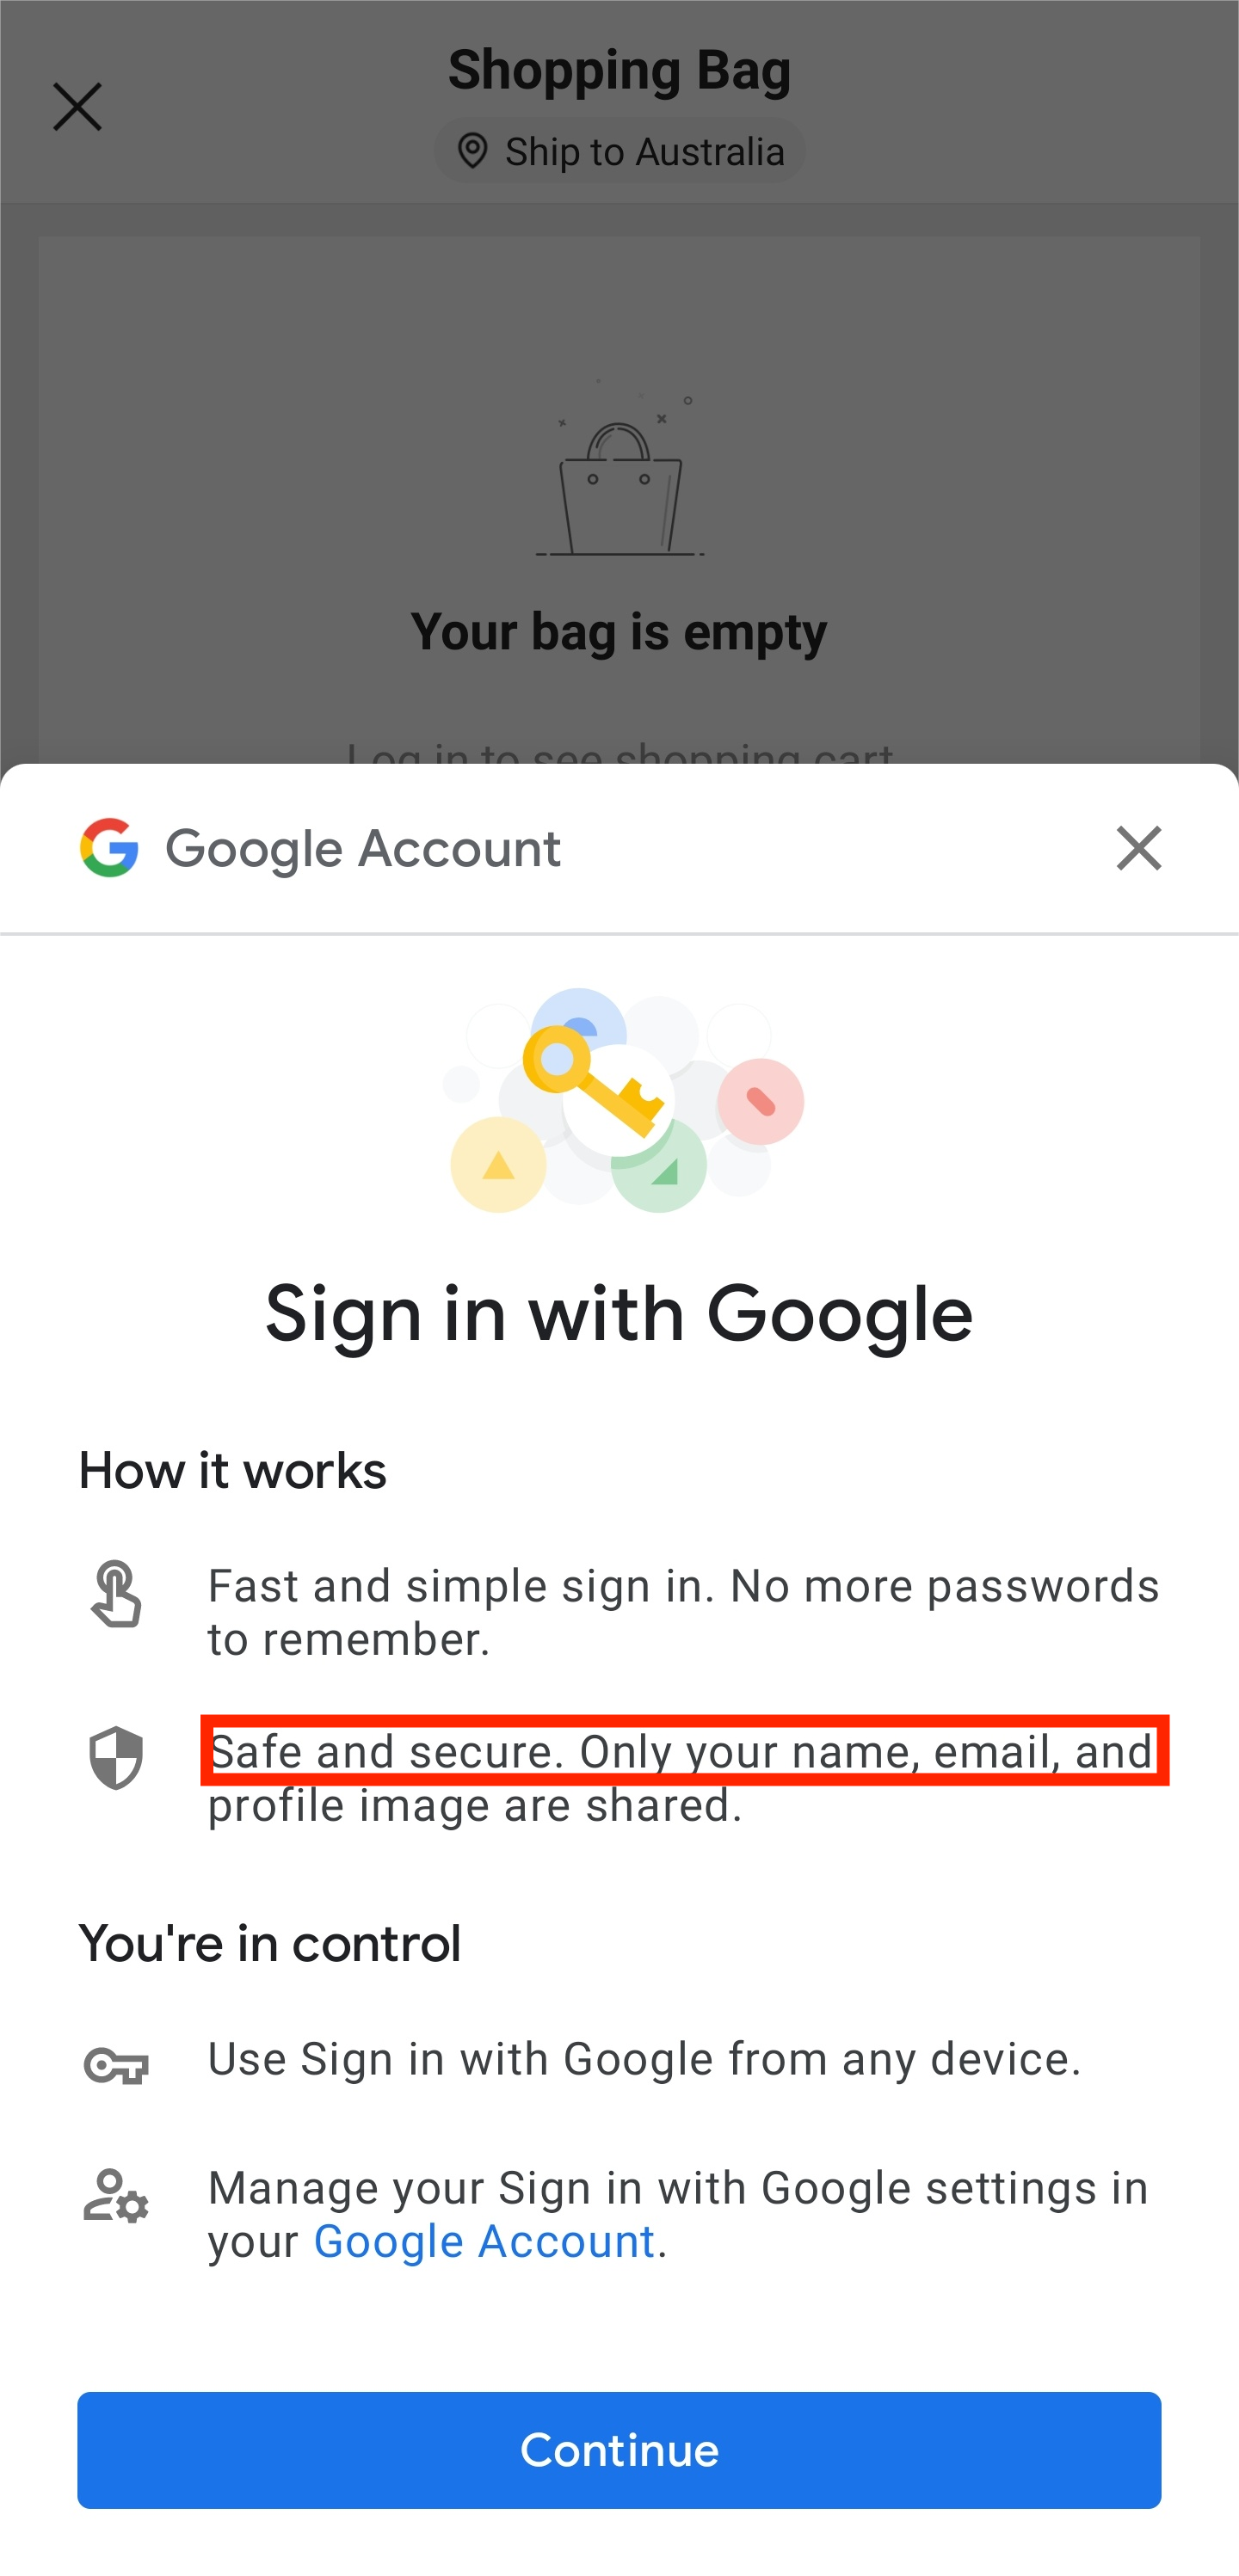 Shopping Bag
Ship to Australia
Your bag is empty
Log in to see shopping cart
Google Account
Sign in with Google
How it works
Fast and simple sign in. No more passwords
to remember.
Safe and secure. Only your name, email, and
profile image are shared.
You're in control
Use Sign in with Google from any device.
Manage your Sign in with Google settings in
your Google Account.
Continue